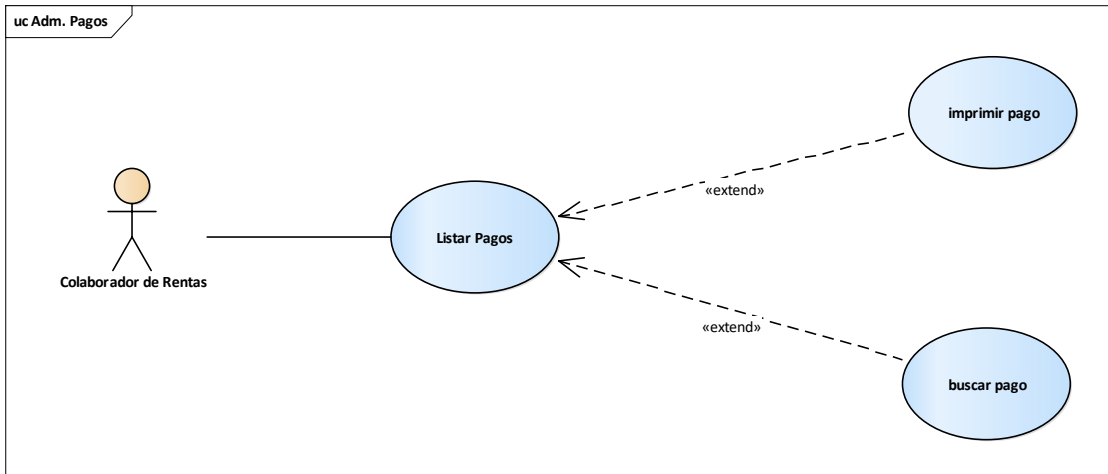 uc Adm. Pagos
imprimir pago
«extend»
Listar Pagos
Colaborador de Rentas
«extend»
buscar pago